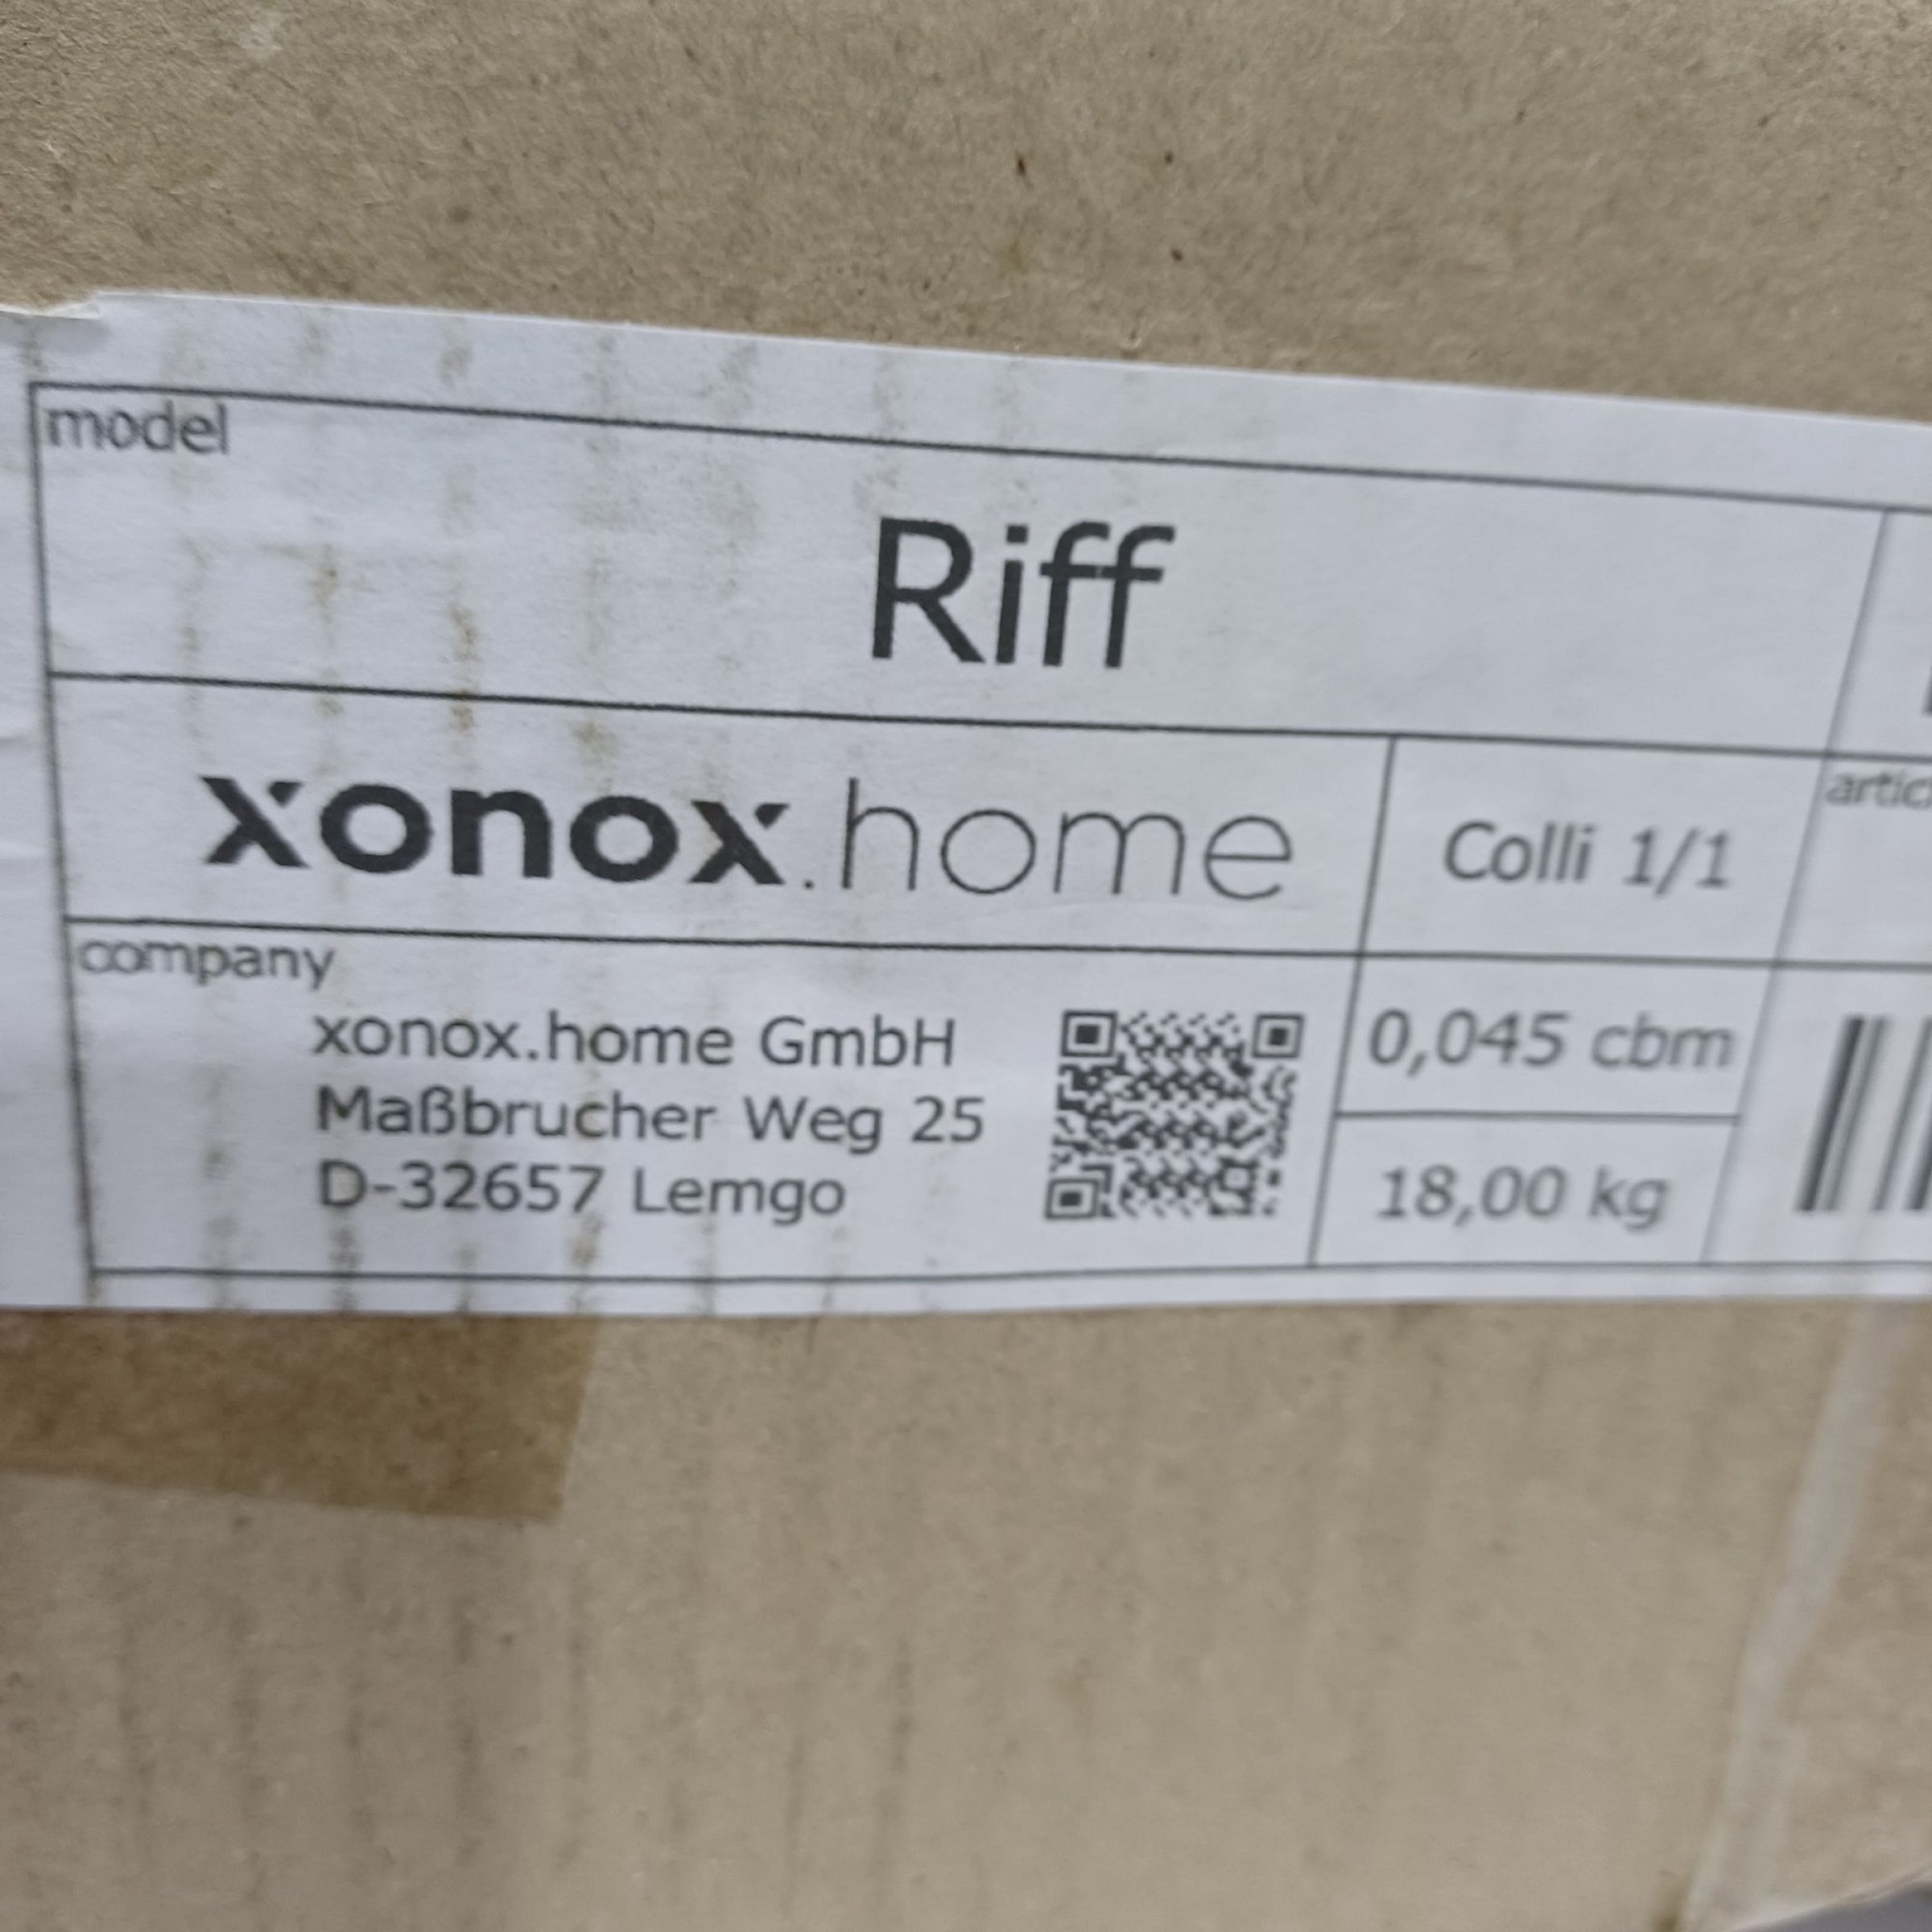 model
Riff
xonox.home
Colli 1/1
company
xonox.home GmbH
Maßbrucher Weg 25
D-32657 Lemgo
0,045 cbm
18,00 kg